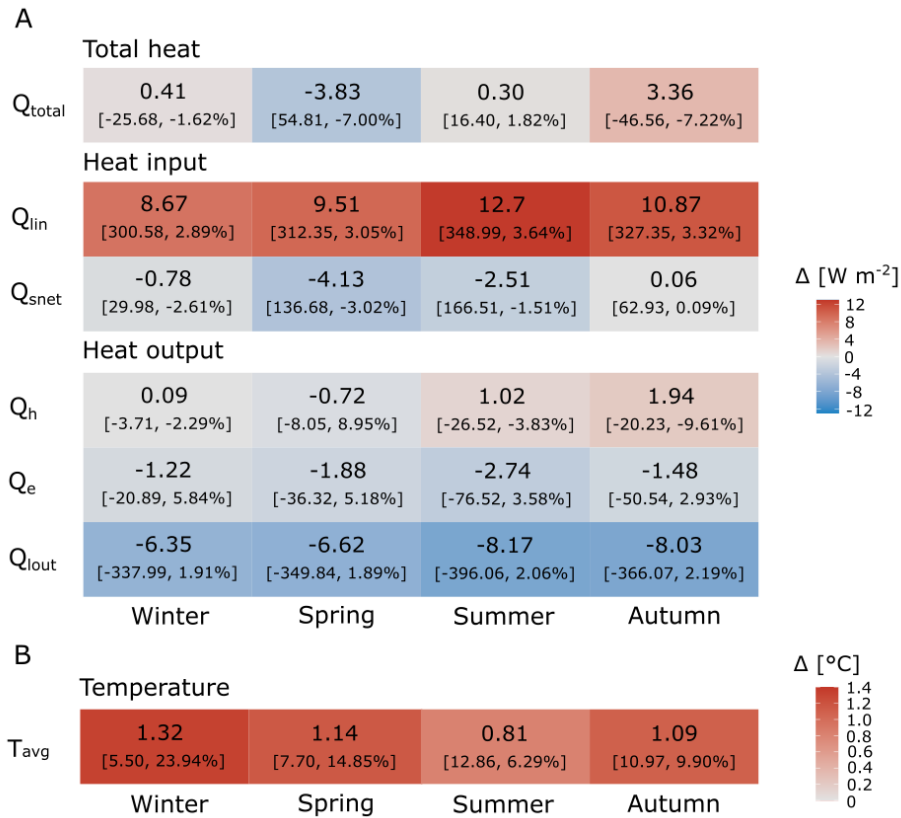 A
Total heat
Qtotal 0.41 -3.83 0.30 3.36
[-25.68, -1.62%] [54.81, -7.00%] [16.40, 1.82%] [-46.56, -7.22%]
Heat input
Qlin 8.67 9.51 12.7 10.87
[300.58, 2.89%] [312.35, 3.05%] [348.99, 3.64%] [327.35, 3.32%]
Qsnet -0.78 -4.13 -2.51 0.06
[29.98, -2.61%] [136.68, -3.02%] [166.51, -1.51%] [62.93, 0.09%]
Heat output
Qh 0.09 -0.72 1.02 1.94
[-3.71, -2.29%] [-8.05, 8.95%] [-26.52, -3.83%] [-20.23, -9.61%]
Qe -1.22 -1.88 -2.74 -1.48
[-20.89, 5.84%] [-36.32, 5.18%] [-76.52, 3.58%] [-50.54, 2.93%]
Qlout -6.35 -6.62 -8.17 -8.03
[-337.99, 1.91%] [-349.84, 1.89%] [-396.06, 2.06%] [-366.07, 2.19%]
Winter Spring Summer Autumn
Δ [W m-2]
12
8
4
0
-4
-8
-12
B
Temperature
Tavg 1.32 1.14 0.81 1.09
[5.50, 23.94%] [7.70, 14.85%] [12.86, 6.29%] [10.97, 9.90%]
Winter Spring Summer Autumn
Δ [°C]
1.4
1.2
1.0
0.8
0.6
0.4
0.2
0